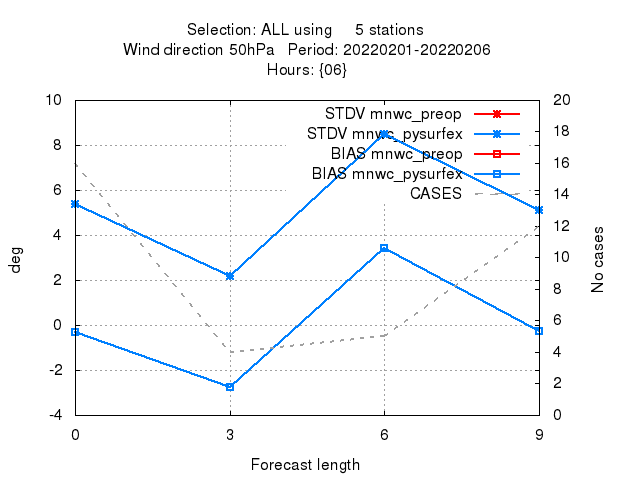 Selection: ALL using 5 stations
Wind direction 50hPa Period: 20220201-20220206
Hours: {06}
STDV mnwc_preop
STDV mnwc_pysurfex
BIAS mnwc_preop
BIAS mnwc_pysurfex
CASES
deg
10
8
6
4
2
0
-2
-4
No cases
20
18
16
14
12
10
8
6
4
2
0
0 3 6 9
Forecast length